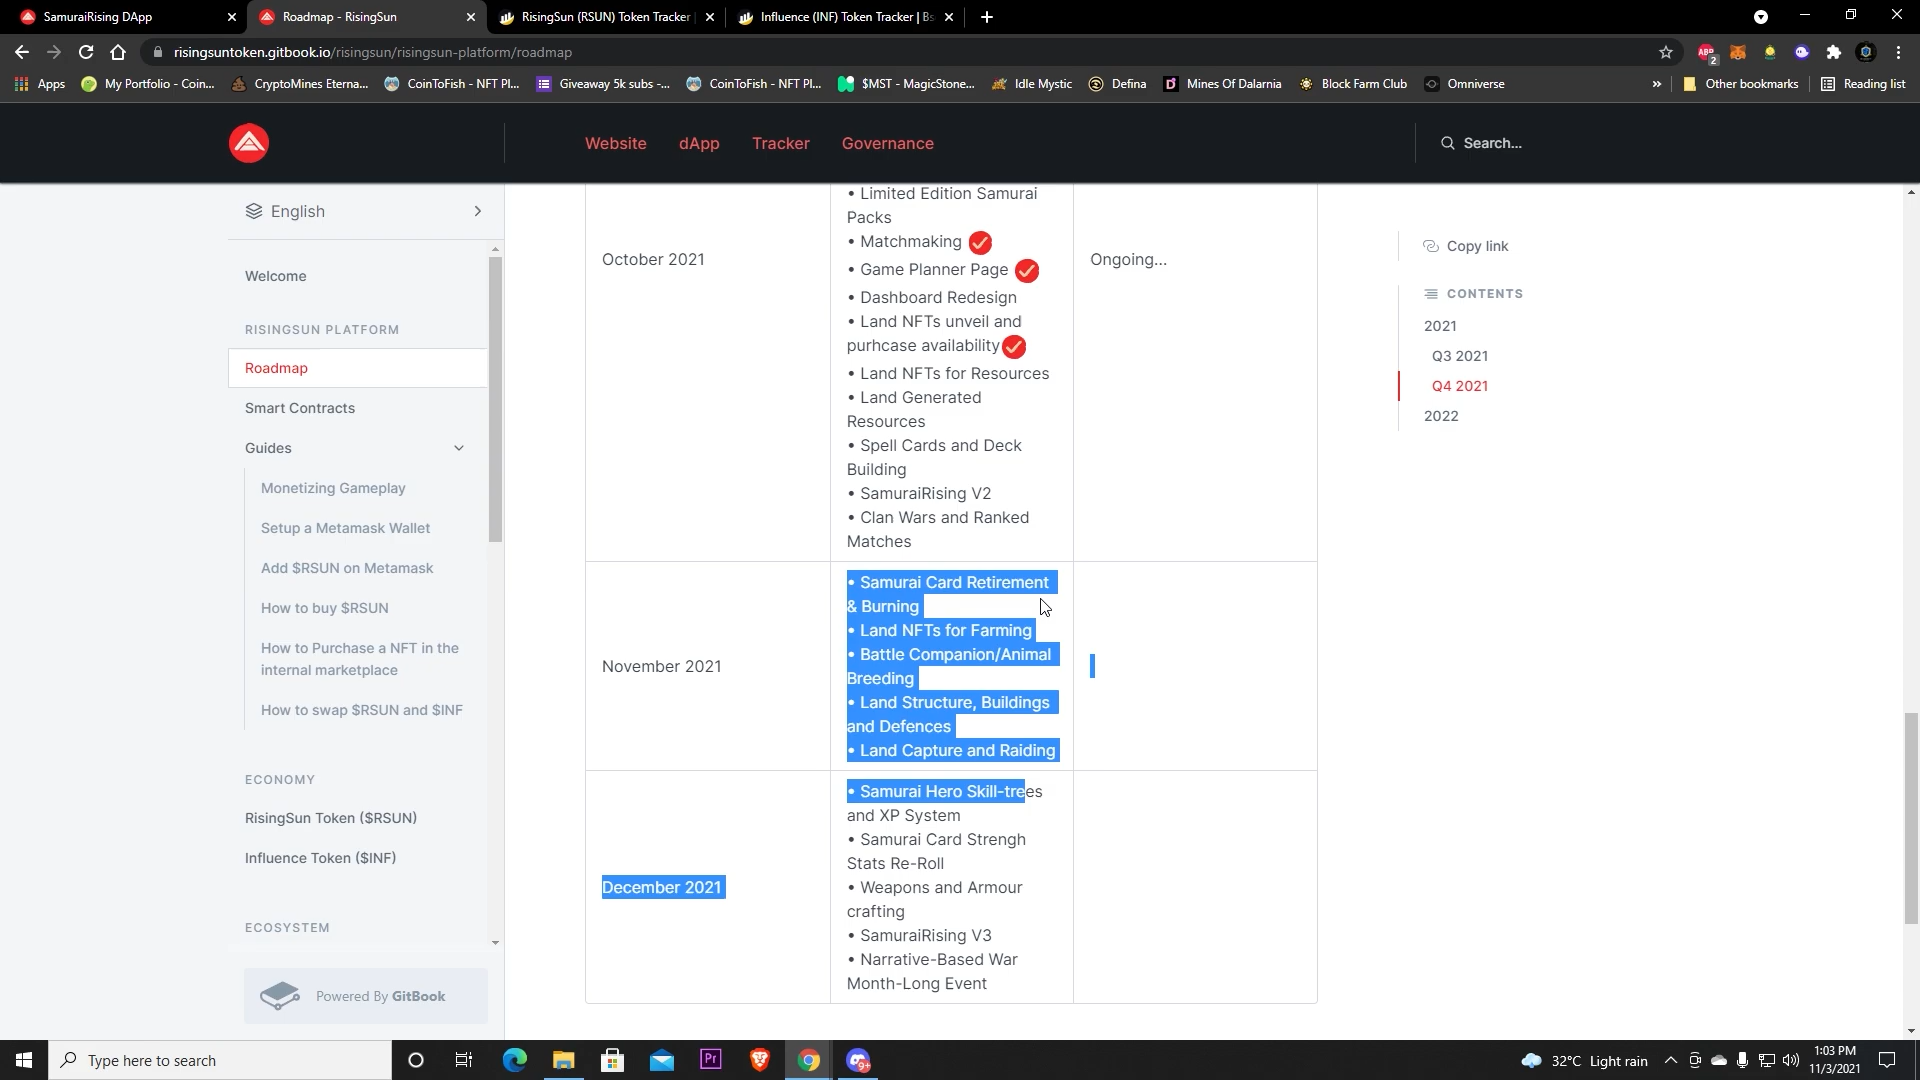 SamuraiRising DApp
Roadmap - RisingSun
RisingSun (RSUN) Token Tracker
Influence (INF) Token Tracker | Bs
risingsuntoken.gitbook.io/risingsun/risingsun-platform/roadmap
ABP
2
Apps
My Portfolio - Coin...
CryptoMines Eterna...
CoinToFish - NFT Pl...
Giveaway 5k subs -...
CoinToFish - NFT Pl...
$MST - MagicStone...
Idle Mystic
Defina
Mines Of Dalarnia
Block Farm Club
Omniverse
»
Other bookmarks
Reading list
Website
dApp
Tracker
Governance
Search...
English
Welcome
RISINGSUN PLATFORM
Roadmap
Smart Contracts
Guides
Monetizing Gameplay
Setup a Metamask Wallet
Add $RSUN on Metamask
How to buy $RSUN
How to Purchase a NFT in the
internal marketplace
How to swap $RSUN and $INF
ECONOMY
RisingSun Token ($RSUN)
Influence Token ($INF)
ECOSYSTEM
Powered By GitBook
October 2021
• Limited Edition Samurai
Packs
• Matchmaking
• Game Planner Page
• Dashboard Redesign
• Land NFTs unveil and
purhcase availability
• Land NFTs for Resources
• Land Generated
Resources
• Spell Cards and Deck
Building
• SamuraiRising V2
• Clan Wars and Ranked
Matches
Ongoing...
November 2021
• Samurai Card Retirement
& Burning
• Land NFTs for Farming
• Battle Companion/Animal
Breeding
• Land Structure, Buildings
and Defences
• Land Capture and Raiding
December 2021
• Samurai Hero Skill-trees
and XP System
• Samurai Card Strengh
Stats Re-Roll
• Weapons and Armour
crafting
• SamuraiRising V3
• Narrative-Based War
Month-Long Event
Copy link
CONTENTS
2021
Q3 2021
Q4 2021
2022
Type here to search
Pr
9+
32°C Light rain
1:03 PM
11/3/2021